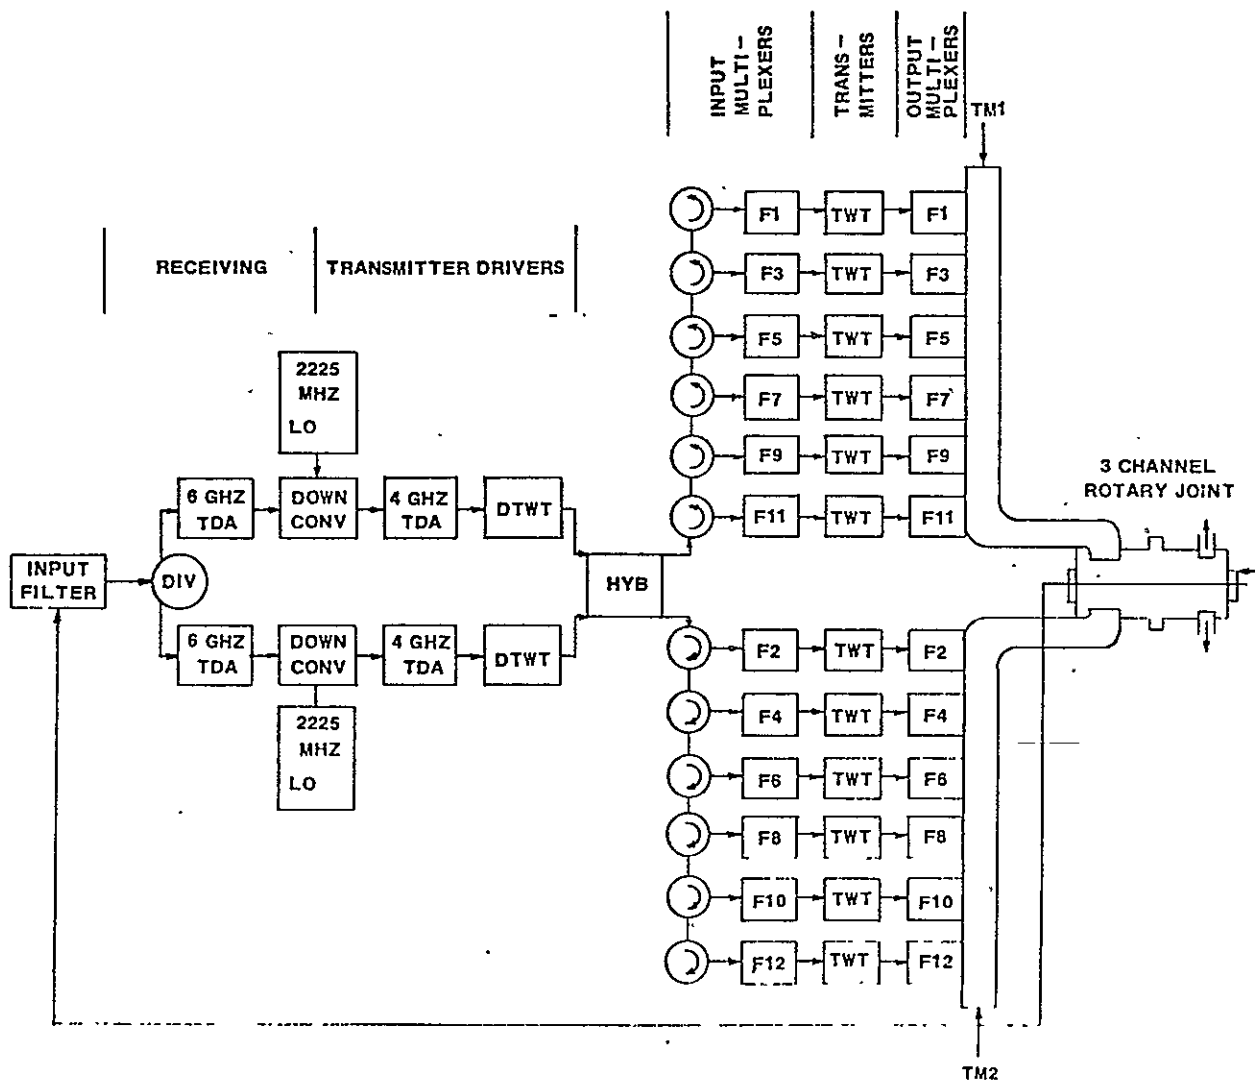 INPUT
MULTI –
PLEXERS
TRANS –
MITTERS
OUTPUT
MULTI –
PLEXERS
TM1
RECEIVING
TRANSMITTER DRIVERS
F1
TWT
F1
F3
TWT
F3
F5
TWT
F5
F7
TWT
F7
F9
TWT
F9
F11
TWT
F11
2225
MHZ
LO
6 GHZ
TDA
DOWN
CONV
4 GHZ
TDA
DTWT
3 CHANNEL
ROTARY JOINT
INPUT
FILTER
DIV
HYB
6 GHZ
TDA
DOWN
CONV
4 GHZ
TDA
DTWT
2225
MHZ
LO
F2
TWT
F2
F4
TWT
F4
F6
TWT
F6
F8
TWT
F8
F10
TWT
F10
F12
TWT
F12
TM2